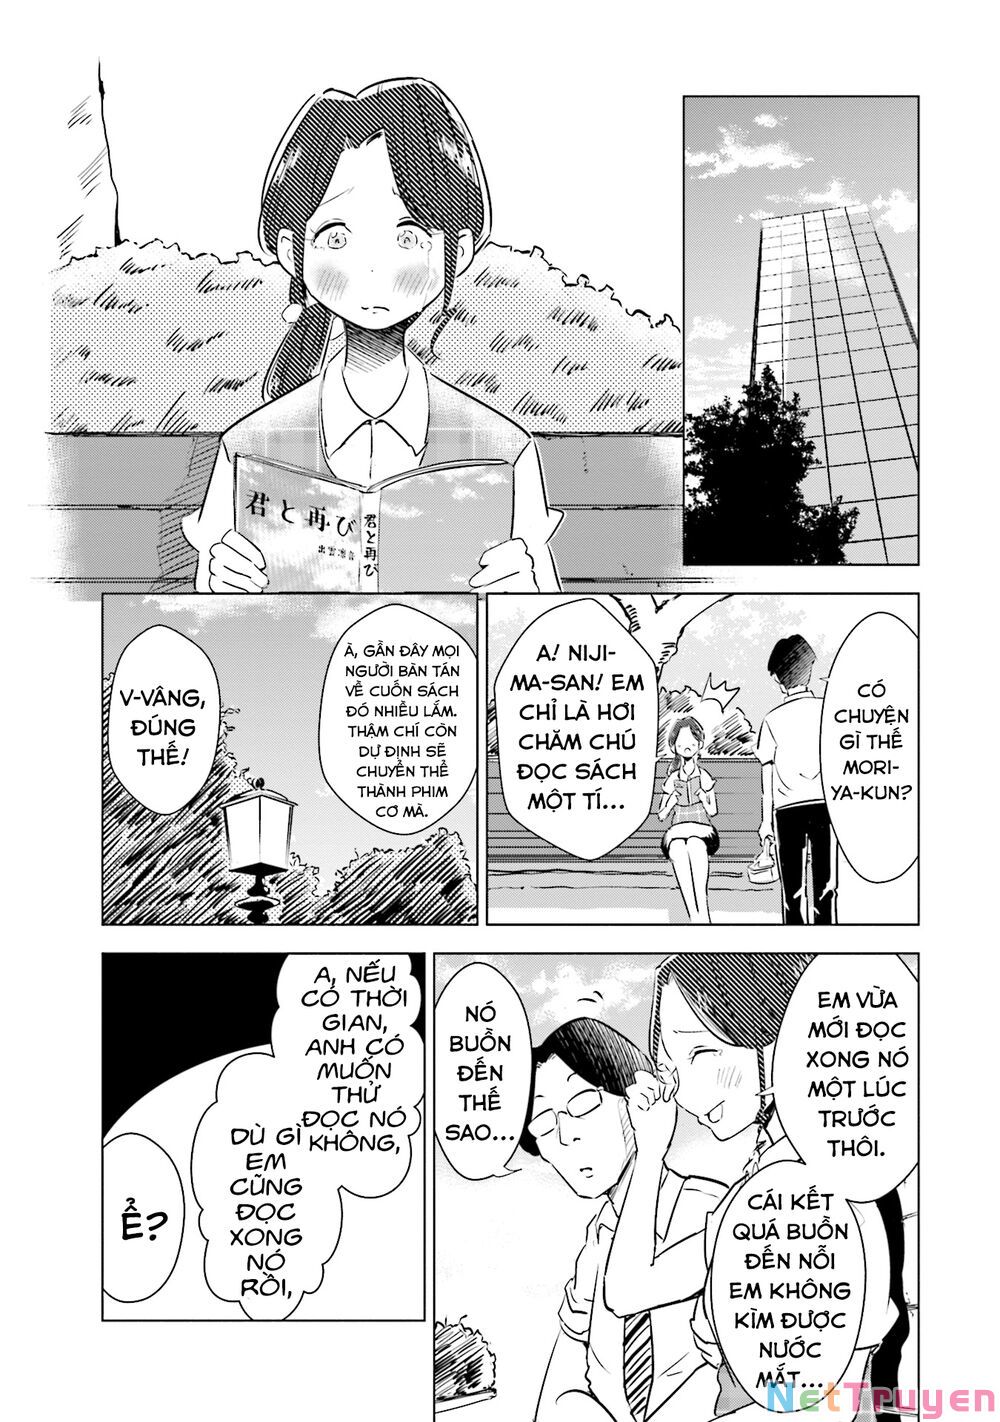 君と再び
出雲凛音
君と再び
CÓ
CHUYỆN
GÌ THẾ
MORI-
YA-KUN?
A! NIJI-
MA-SAN! EM
CHỈ LÀ HƠI
CHĂM CHÚ
ĐỌC SÁCH
MỘT TÍ...
À, GẦN ĐÂY MỌI
NGƯỜI BÀN TÁN
VỀ CUỐN SÁCH
ĐÓ NHIỀU LẮM.
THẬM CHÍ CÒN
DỰ ĐỊNH SẼ
CHUYỂN THỂ
THÀNH PHIM
CƠ MÀ.
V-VÂNG,
ĐÚNG
THẾ!
EM VỪA
MỚI ĐỌC
XONG NÓ
MỘT LÚC
TRƯỚC
THÔI.
CÁI KẾT
QUÁ BUỒN
ĐẾN NỖI
EM KHÔNG
KÌM ĐƯỢC
NƯỚC
MẮT...
NÓ
BUỒN
ĐẾN
THẾ
SAO...
A, NẾU
CÓ THỜI
GIAN,
ANH CÓ
MUỐN
THỬ
ĐỌC NÓ
KHÔNG,
DÙ GÌ
EM
CŨNG
ĐỌC
XONG
NÓ
RỒI,
Ể?
NetTruyen